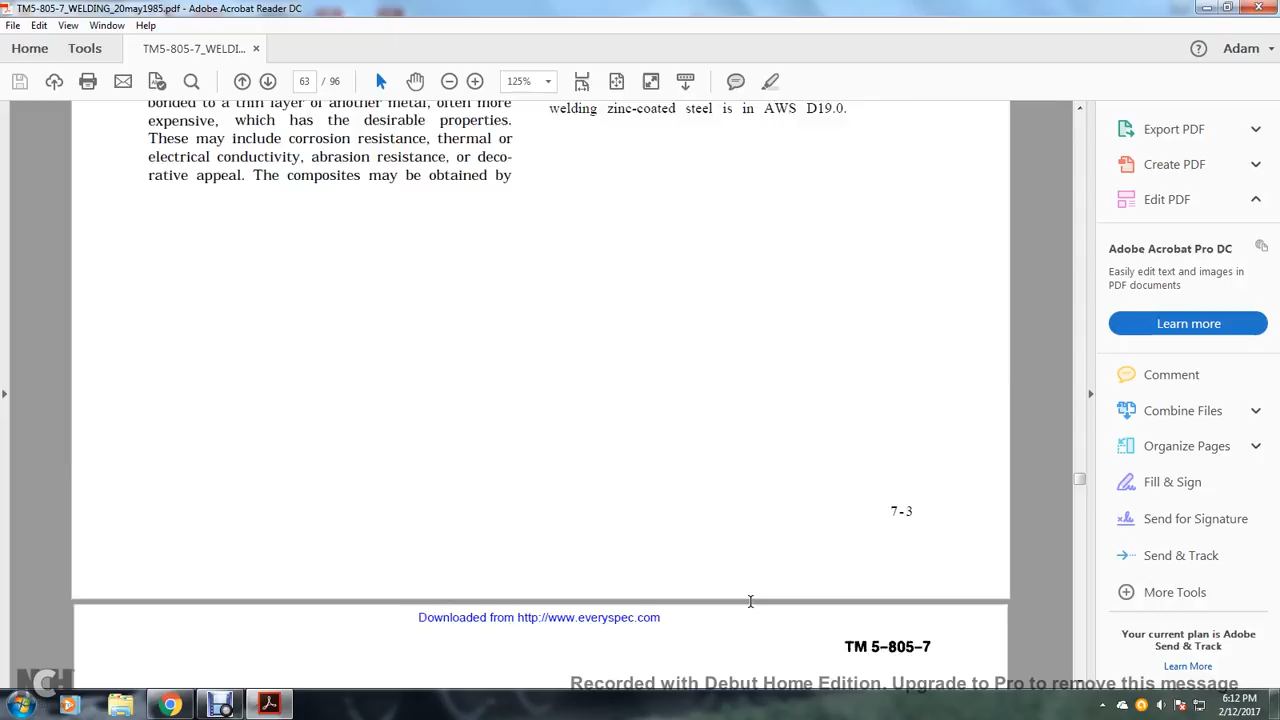 TM5-805-7_WELDING_20may1985.pdf - Adobe Acrobat Reader DC
File Edit View Window Help
Home Tools TM5-805-7_WELDI... × Adam
63 / 96 125%
bonded to a thin layer of another metal, often more
expensive, which has the desirable properties.
These may include corrosion resistance, thermal or
electrical conductivity, abrasion resistance, or deco-
rative appeal. The composites may be obtained by
welding zinc-coated steel is in AWS D19.0.
7-3
Downloaded from http://www.everyspec.com
TM 5-805-7
Export PDF
Create PDF
Edit PDF
Adobe Acrobat Pro DC
Easily edit text and images in
PDF documents
Learn more
Comment
Combine Files
Organize Pages
Fill & Sign
Send for Signature
Send & Track
More Tools
Your current plan is Adobe
Send & Track
Learn More
NCH
Recorded with Debut Home Edition. Upgrade to Pro to remove this message
6:12 PM
2/12/2017